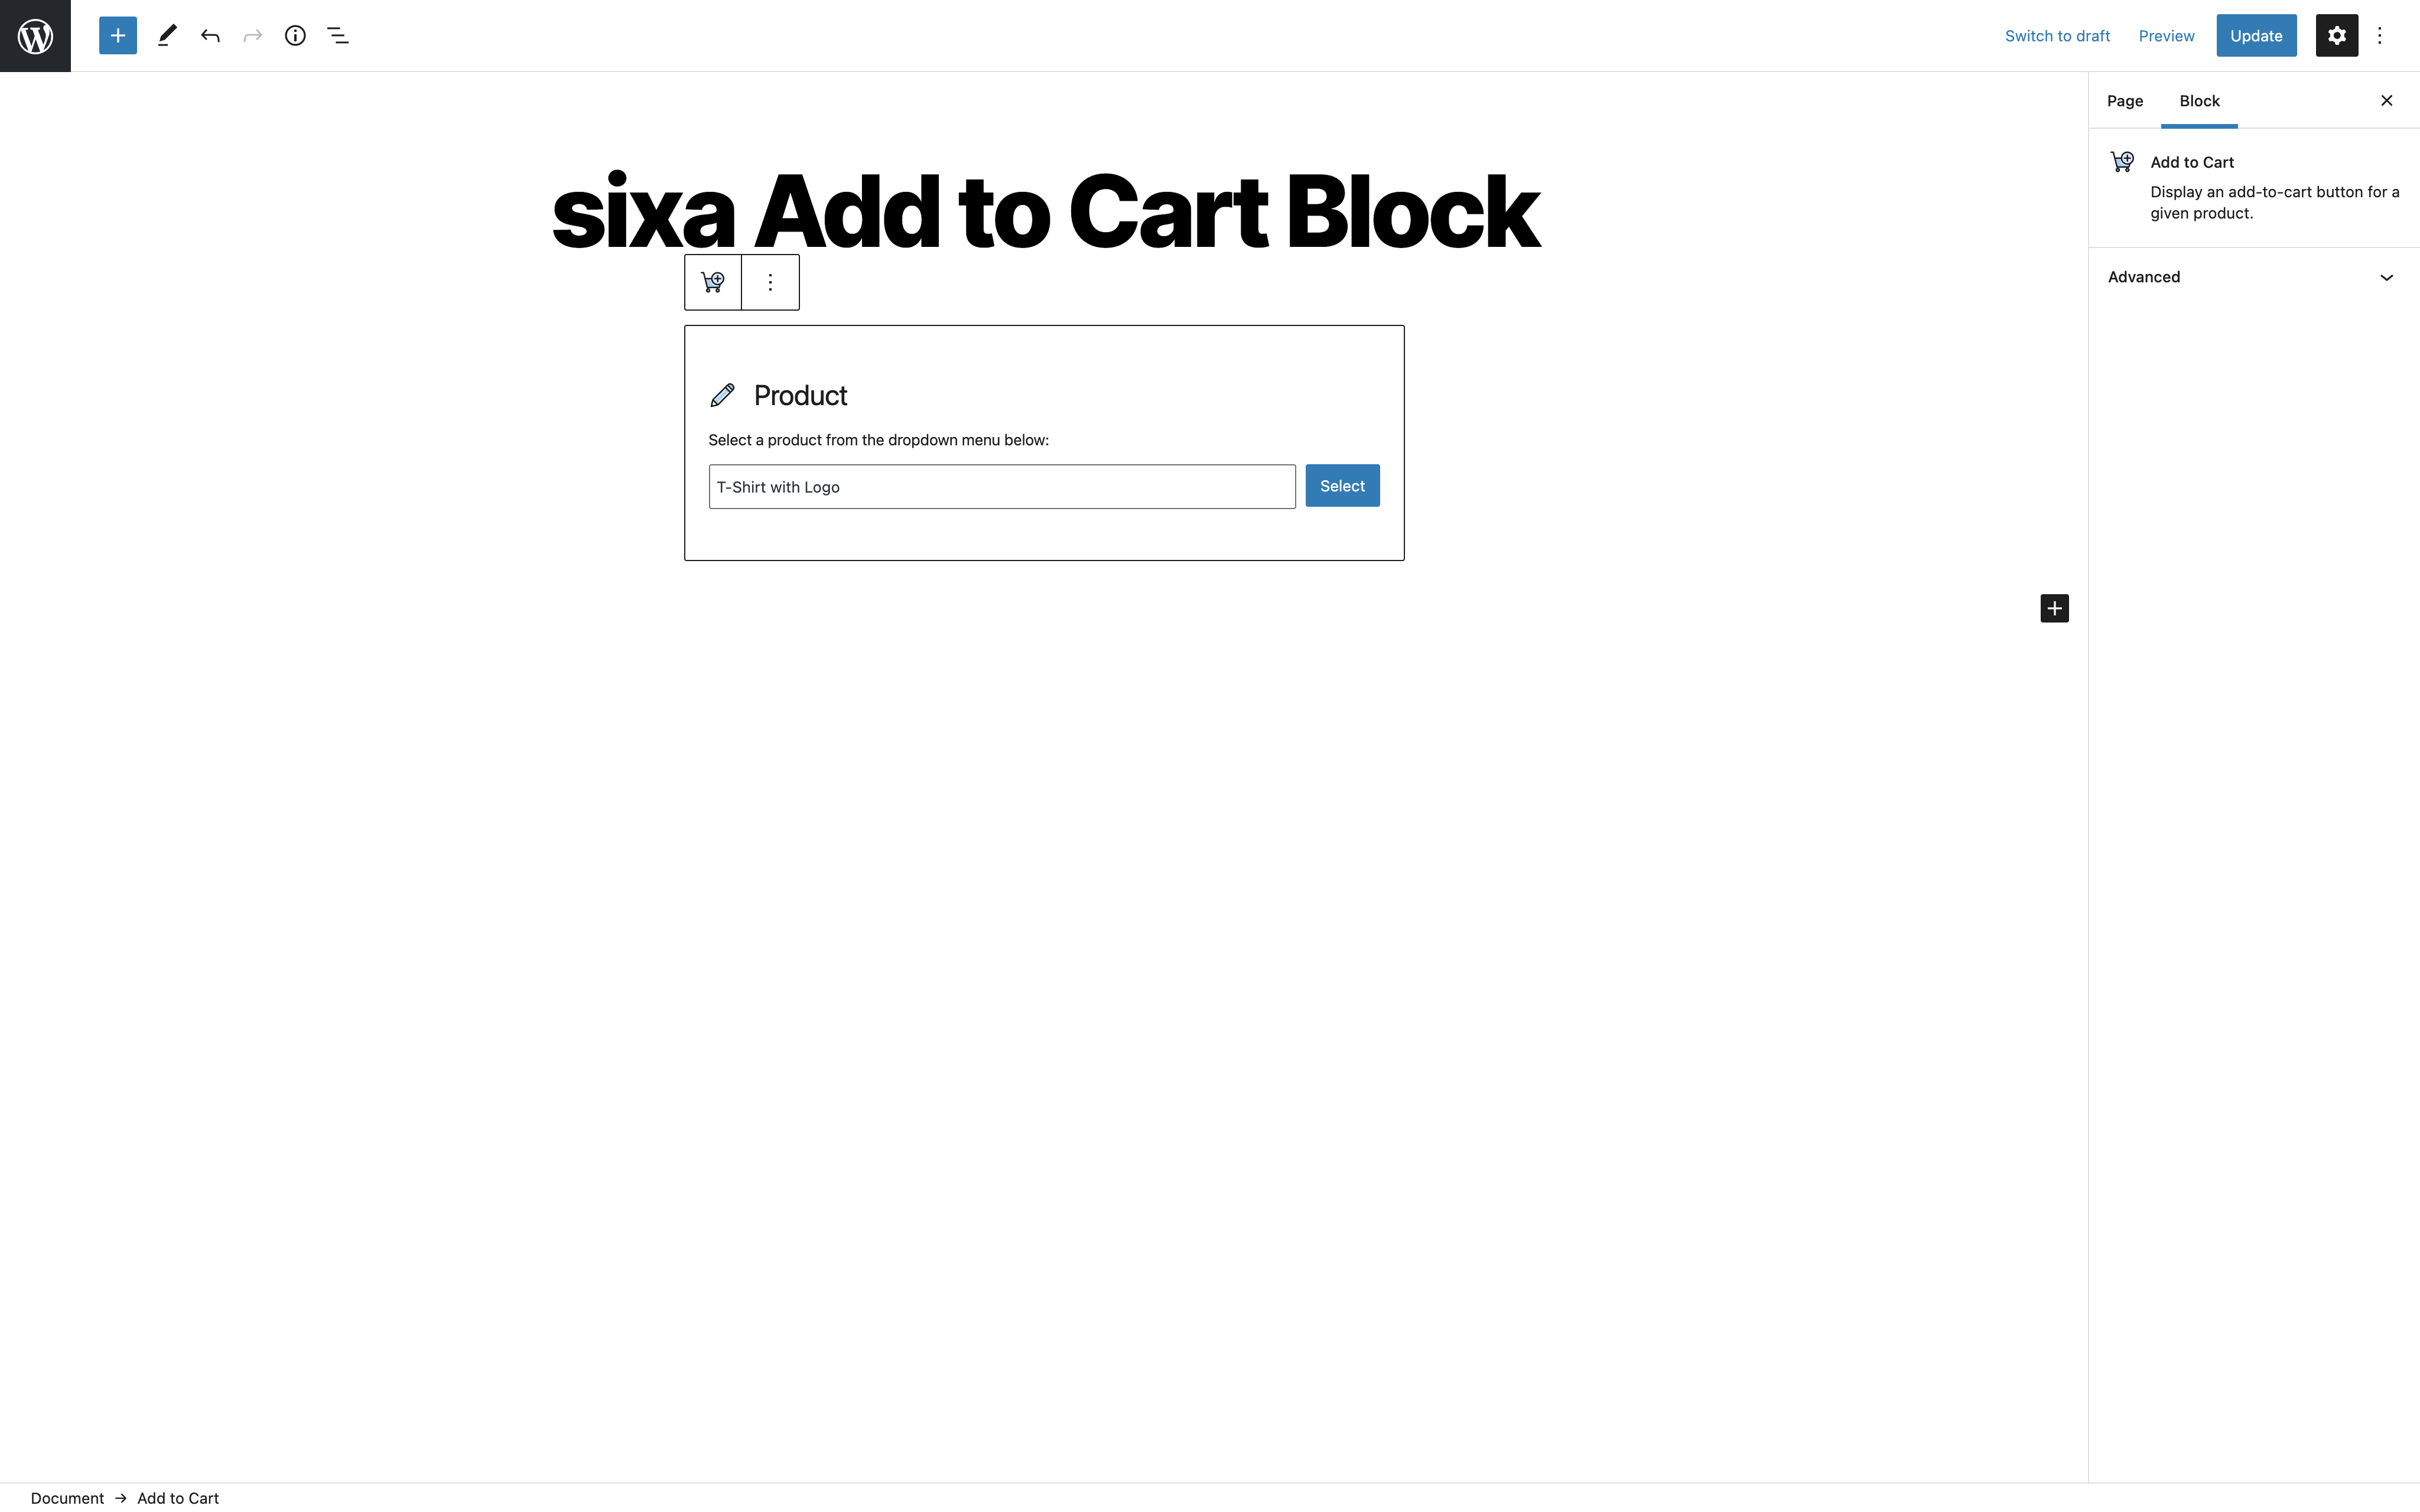 Switch to draft Preview Update
Page Block
Add to Cart
Display an add-to-cart button for a
given product.
Advanced
sixa Add to Cart Block
Product
Select a product from the dropdown menu below:
T-Shirt with Logo Select
Document → Add to Cart